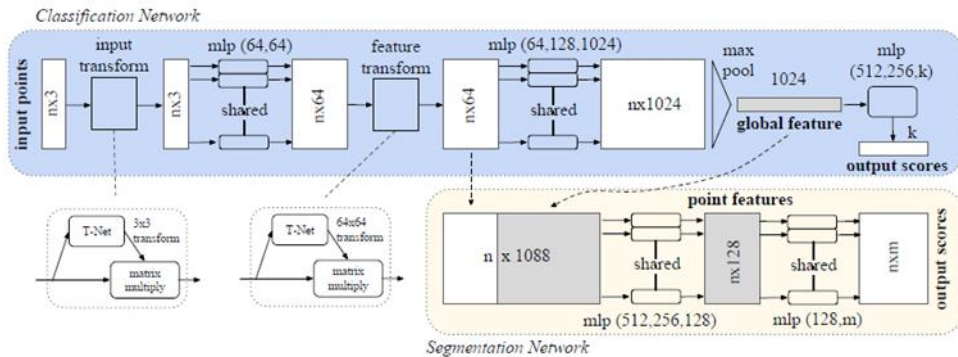 Classification Network
input points
nx3
input
transform
nx3
mlp (64,64)
shared
nx64
feature
transform
nx64
mlp (64,128,1024)
shared
nx1024
max
pool
1024
global feature
mlp
(512,256,k)
k
output scores
T-Net
3x3
transform
matrix
multiply
T-Net
64x64
transform
matrix
multiply
point features
n x 1088
shared
mlp (512,256,128)
nx128
shared
mlp (128,m)
nxm
output scores
Segmentation Network